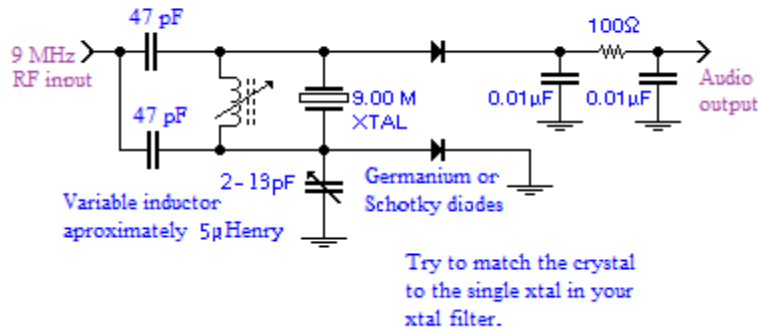 47 pF
100Ω
9 MHz
RF input
9.00 M
XTAL
0.01µF
0.01µF
Audio
output
47 pF
2-13pF
Germanium or
Schotky diodes
Variable inductor
aproximately 5µHenry
Try to match the crystal
to the single xtal in your
xtal filter.